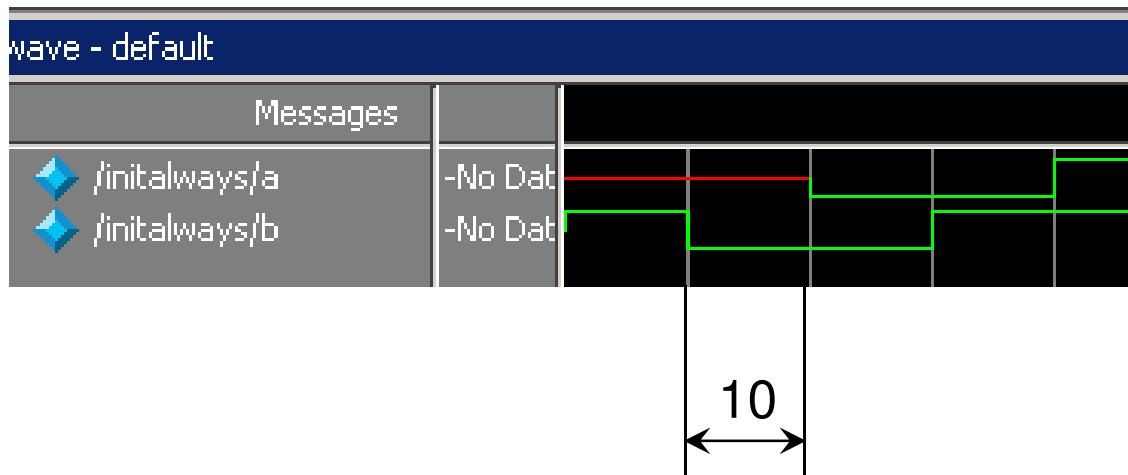 wave - default
Messages
/initalways/a -No Dat
/initalways/b -No Dat
10